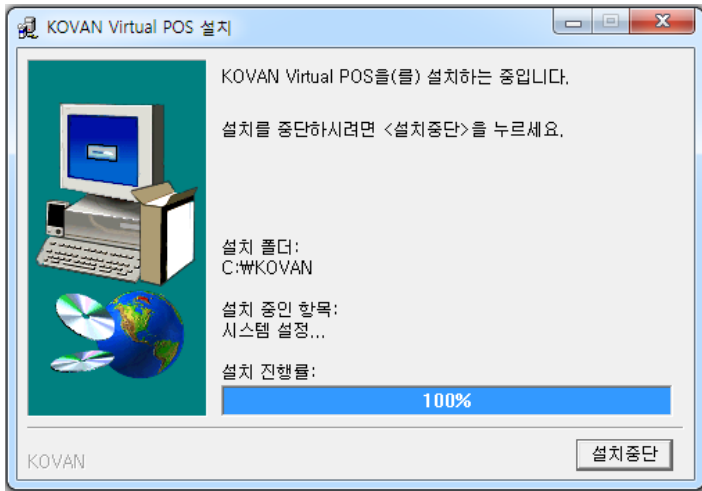 KOVAN Virtual POS 설치
KOVAN Virtual POS을(를) 설치하는 중입니다.
설치를 중단하시려면 <설치중단>을 누르세요.
설치 폴더:
C:₩KOVAN
설치 중인 항목:
시스템 설정...
설치 진행률:
100%
KOVAN
설치중단